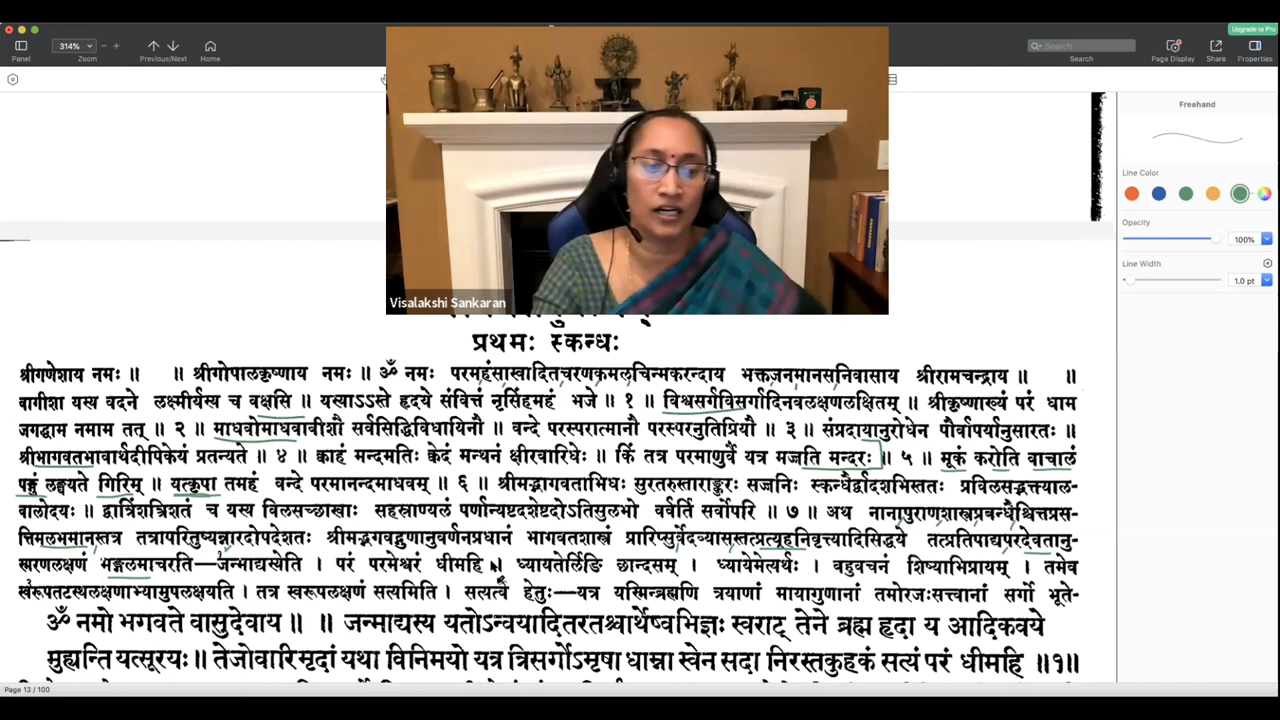 Upgrade to Pro
314%
Panel Zoom Previous/Next Home
Search
Search Page Display Share Properties
Freehand
Line Color
Opacity
100%
Line Width
1.0 pt
Visalakshi Sankaran
प्रथमः स्कन्धः
श्रीगणेशाय नमः ॥ ॥ श्रीगोपालकृष्णाय नमः ॥ ॐ नमः परमहंसास्वादितचरणकमलचिन्मकरन्दाय भक्तजनमानसनिवासाय श्रीरामचन्द्राय ॥ ॥
वागीशा यस्य वदने लक्ष्मीर्यस्य च वक्षसि ॥ यस्याऽऽस्ते हृदये संवित्तं नृसिंहमहं भजे ॥ १ ॥ विश्वसर्गविसर्गादिनवलक्षणलक्षितम् ॥ श्रीकृष्णाख्यं परं धाम
जगद्धाम नमाम तत् ॥ २ ॥ माधवोमाधवावीशौ सर्वसिद्धिविधायिनौ ॥ वन्दे परस्परात्मानौ परस्परनुतिप्रियौ ॥ ३ ॥ संप्रदायानुरोधेन पौर्वापर्यानुसारतः ॥
श्रीभागवतभावार्थदीपिकेयं प्रतन्यते ॥ ४ ॥ क्वाहं मन्दमतिः क्वेदं मन्थनं क्षीरवारिधेः ॥ किं तत्र परमाणुर्वै यत्र मज्जति मन्दरः ॥ ५ ॥ मूकं करोति वाचालं
पङ्गुं लङ्घयते गिरिम् ॥ यत्कृपा तमहं वन्दे परमानन्दमाधवम् ॥ ६ ॥ श्रीमद्भागवताभिधः सुरतरुस्ताराङ्कुरः सज्जनिः स्कन्धैर्द्वादशभिस्ततः प्रविलसद्भक्त्याल-
वालोदयः ॥ द्वात्रिंशत्रिशतं च यस्य विलसच्छाखाः सहस्राण्यलं पर्णान्यष्टदशेष्टदोऽतिसुलभो वर्वर्ति सर्वोपरि ॥ ७ ॥ अथ नानापुराणशास्त्रप्रबन्धैश्चित्तप्रस-
त्तिमलभमानस्तत्र तत्रापरितुष्यन्नारदोपदेशतः श्रीमद्भगवद्गुणानुवर्णनप्रधानं भागवतशास्त्रं प्रारिप्सुर्वेदव्यासस्तत्प्रत्यूहनिवृत्त्यादिसिद्धये तत्प्रतिपाद्यपरदेवतानु-
स्मरणलक्षणं मङ्गलमाचरति—जन्माद्यस्येति । परं परमेश्वरं धीमहि । ध्यायतेर्लिङि छान्दसम् । ध्यायेमेत्यर्थः । बहुवचनं शिष्याभिप्रायम् । तमेव
स्वरूपतटस्थलक्षणाभ्यामुपलक्षयति । तत्र स्वरूपलक्षणं सत्यमिति । सत्यत्वे हेतुः—यत्र यस्मिन्ब्रह्मणि त्रयाणां मायागुणानां तमोरजःसत्त्वानां सर्गो भूते-
ॐ नमो भगवते वासुदेवाय ॥ ॥ जन्माद्यस्य यतोऽन्वयादितरतश्चार्थेष्वभिज्ञः स्वराट् तेने ब्रह्म हृदा य आदिकवये
मुह्यन्ति यत्सूरयः ॥ तेजोवारिमृदां यथा विनिमयो यत्र त्रिसर्गोऽमृषा धाम्ना स्वेन सदा निरस्तकुहकं सत्यं परं धीमहि ॥१॥
Page 13 / 100